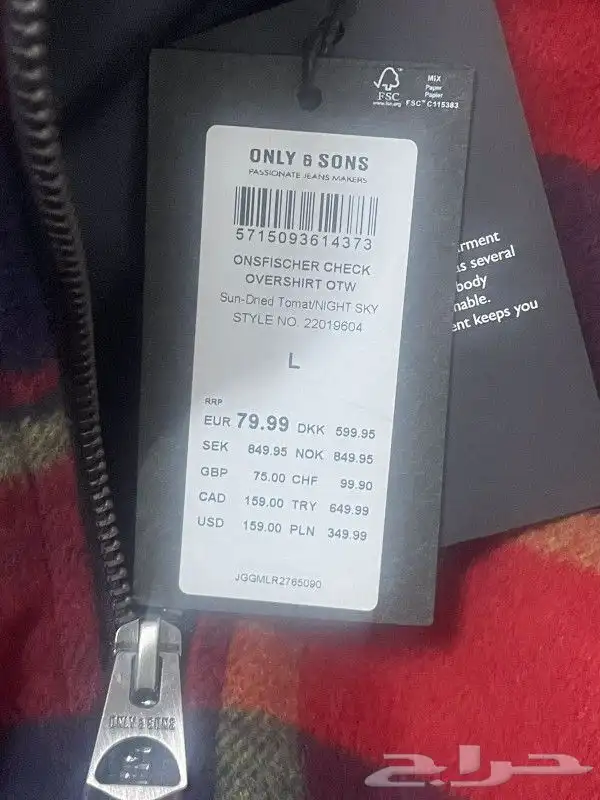 FSC
www.fsc.org
MIX
Paper
Papier
FSC™ C115383
ONLY & SONS
PASSIONATE JEANS MAKERS
5715093614373
ONSFISCHER CHECK
OVERSHIRT OTW
Sun-Dried Tomat/NIGHT SKY
STYLE NO. 22019604
L
RRP
EUR 79.99 DKK 599.95
SEK 849.95 NOK 849.95
GBP 75.00 CHF 99.90
CAD 159.00 TRY 649.99
USD 159.00 PLN 349.99
JGGMLR2765090
several
body
keeps you
ONLY & SONS
حراج